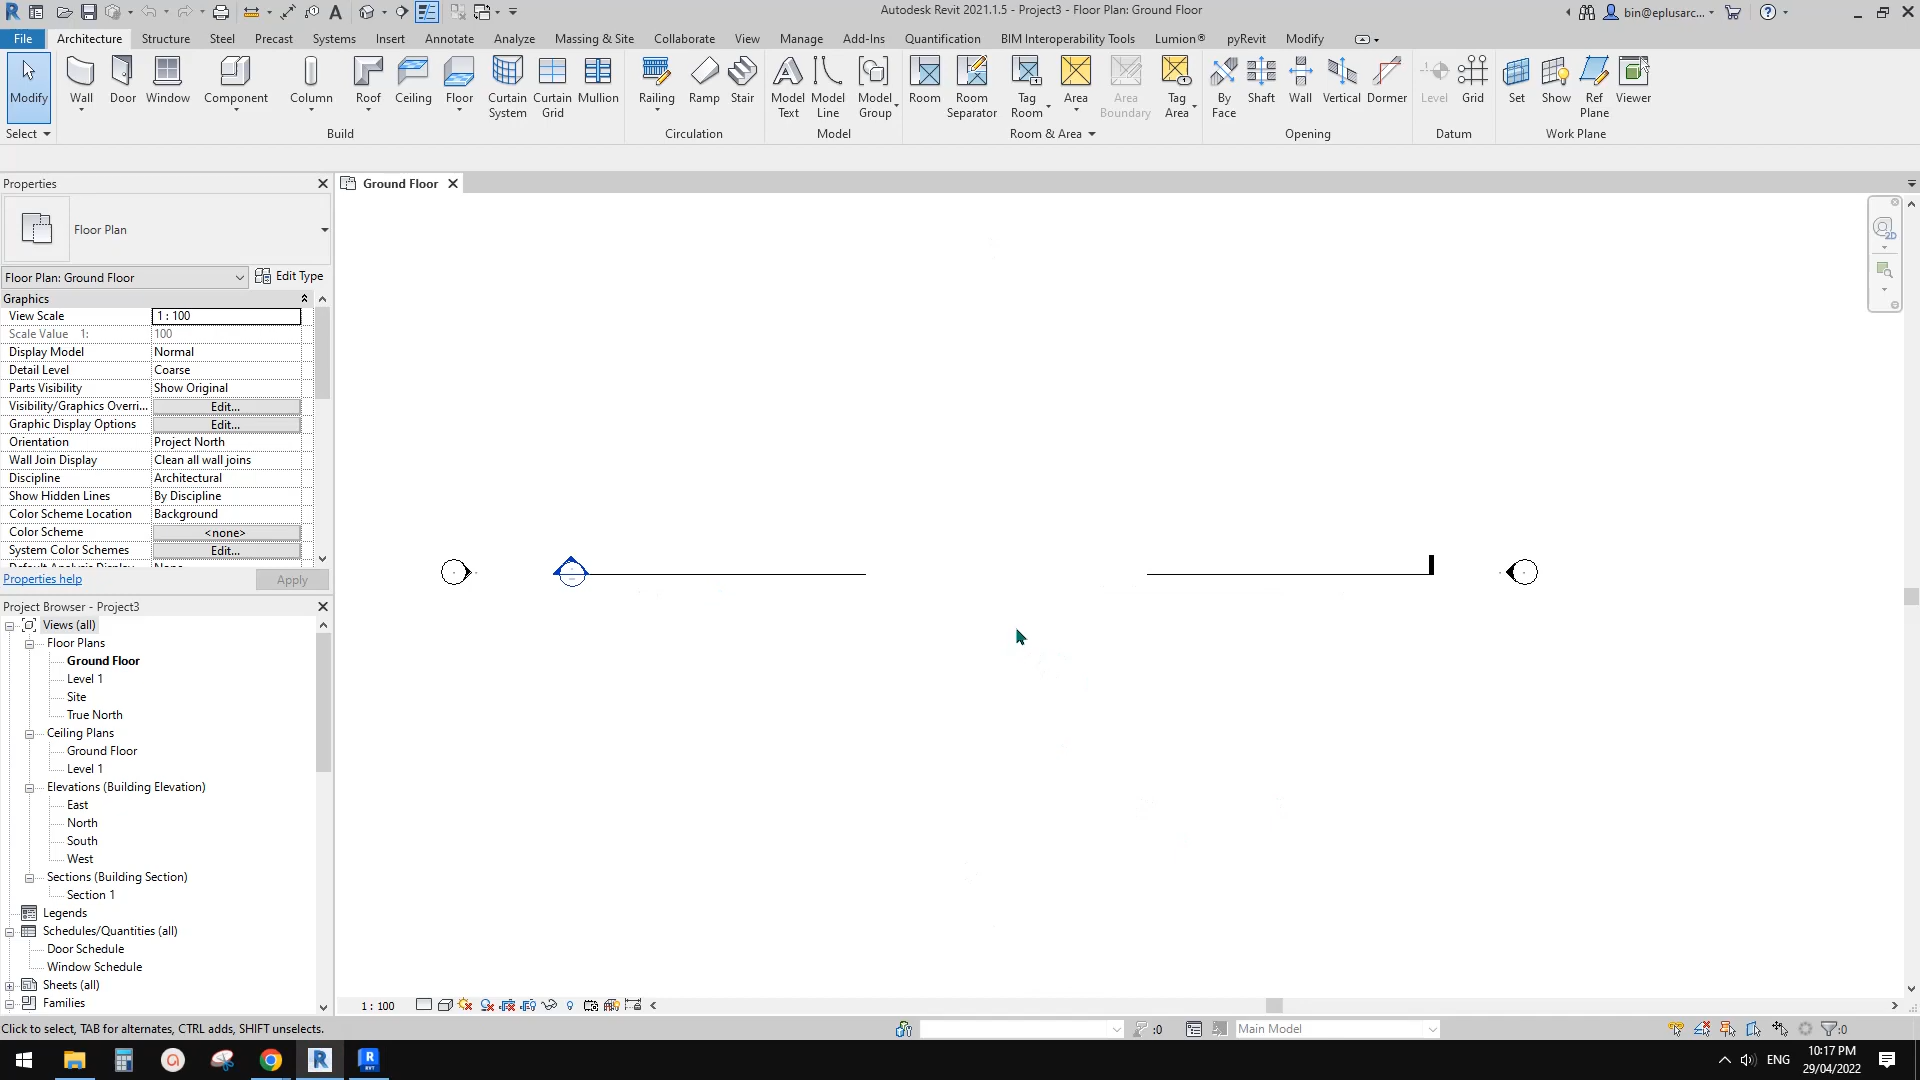 Autodesk Revit 2021.1.5 - Project3 - Floor Plan: Ground Floor
bin@eplusarc...
File Architecture Structure Steel Precast Systems Insert Annotate Analyze Massing & Site Collaborate View Manage Add-Ins Quantification BIM Interoperability Tools Lumion® pyRevit Modify
Modify Wall Door Window Component Column Roof Ceiling Floor Curtain System Curtain Grid Mullion Railing Ramp Stair Model Text Model Line Model Group Room Room Separator Tag Room Area Area Boundary Tag Area By Face Shaft Wall Vertical Dormer Level Grid Set Show Ref Plane Viewer
Select Build Circulation Model Room & Area Opening Datum Work Plane
Properties
Ground Floor
Floor Plan
Floor Plan: Ground Floor Edit Type
Graphics
View Scale 1 : 100
Scale Value 1: 100
Display Model Normal
Detail Level Coarse
Parts Visibility Show Original
Visibility/Graphics Overri... Edit...
Graphic Display Options Edit...
Orientation Project North
Wall Join Display Clean all wall joins
Discipline Architectural
Show Hidden Lines By Discipline
Color Scheme Location Background
Color Scheme <none>
System Color Schemes Edit...
Default Analysis Display None
Properties help Apply
Project Browser - Project3
Views (all)
Floor Plans
Ground Floor
Level 1
Site
True North
Ceiling Plans
Ground Floor
Level 1
Elevations (Building Elevation)
East
North
South
West
Sections (Building Section)
Section 1
Legends
Schedules/Quantities (all)
Door Schedule
Window Schedule
Sheets (all)
Families
1 : 100
Click to select, TAB for alternates, CTRL adds, SHIFT unselects.
:0
Main Model
:0
ENG
10:17 PM
29/04/2022